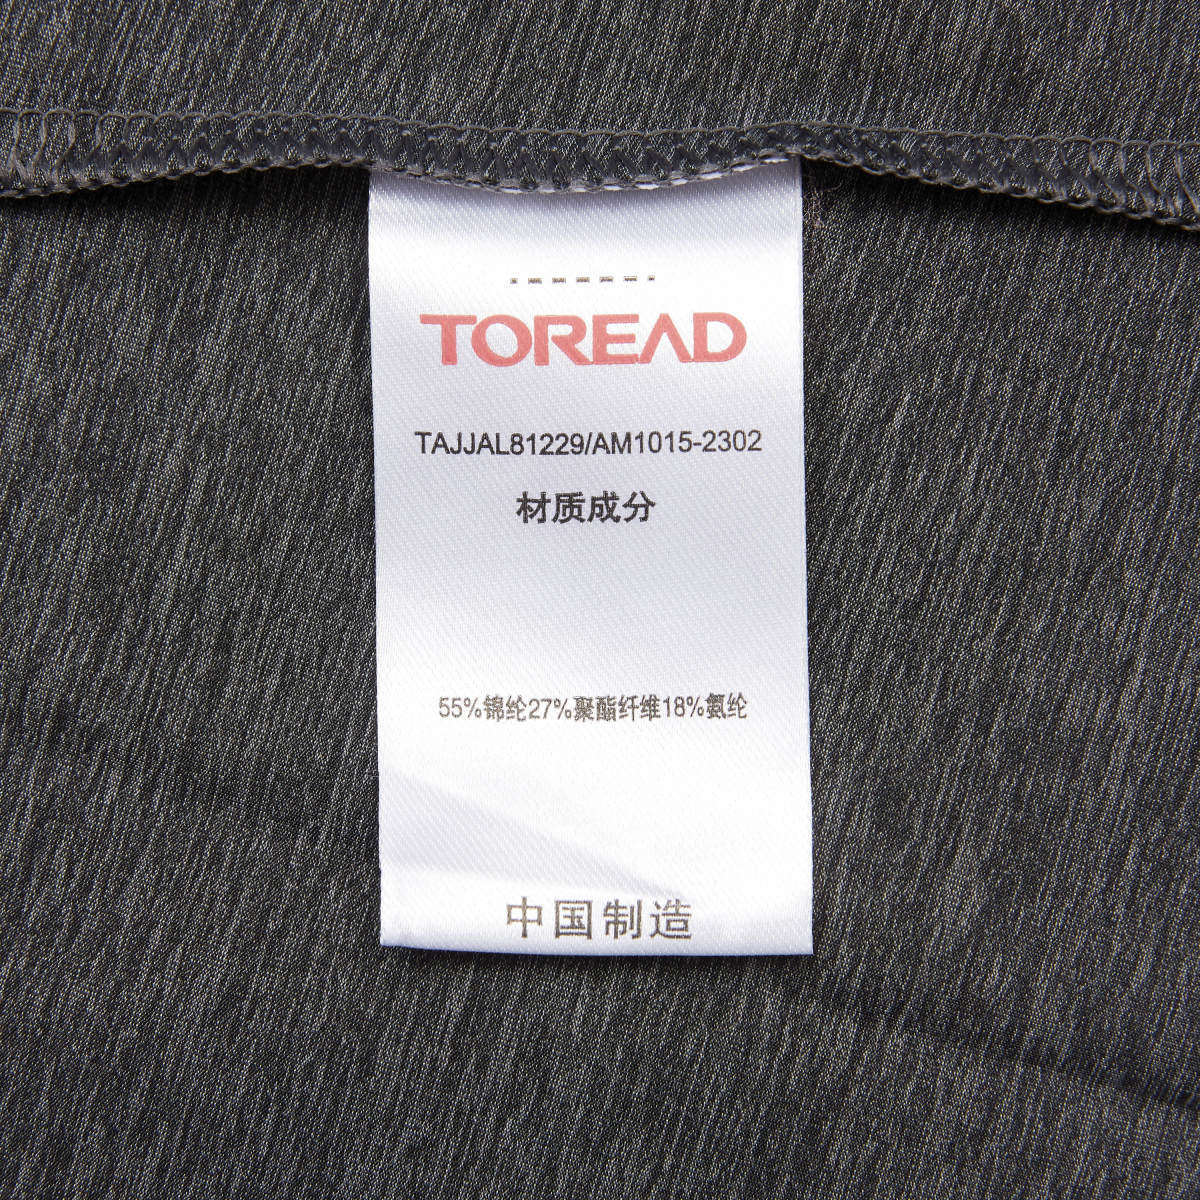 TOREAD
TAJJAL81229/AM1015-2302
材质成分
55%锦纶27%聚酯纤维18%氨纶
中国制造